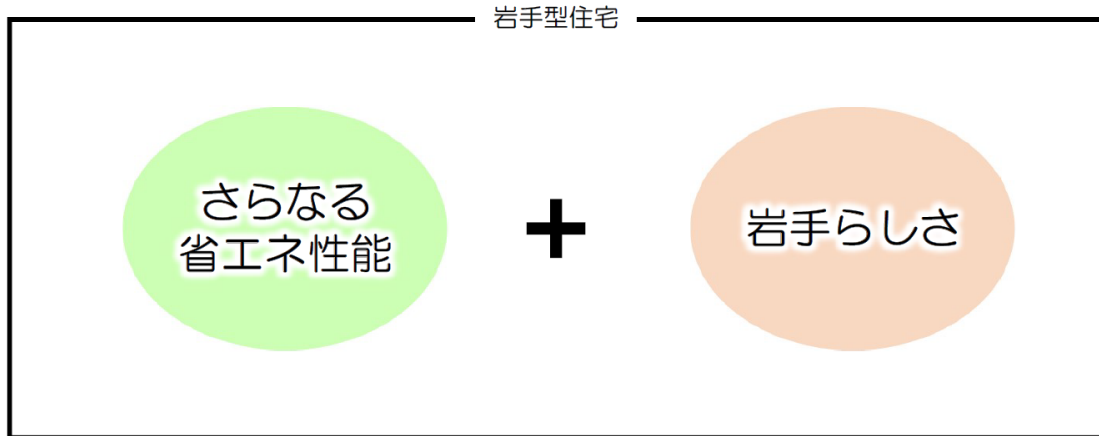 岩手型住宅
さらなる
省エネ性能
+
岩手らしさ